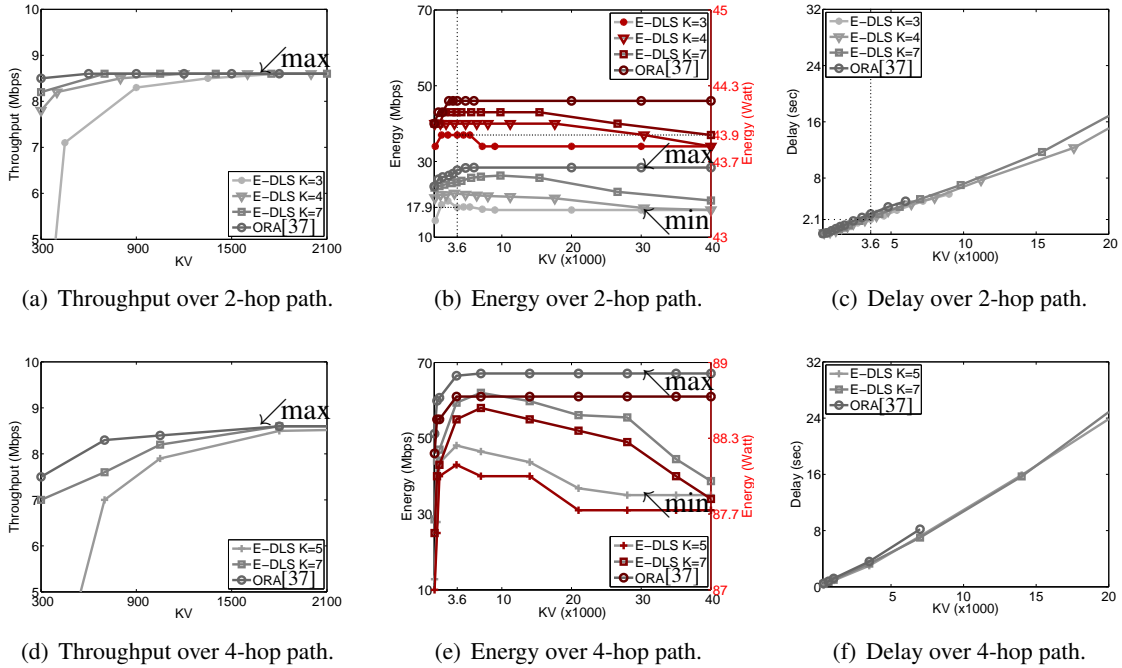 10
9
8
7
6
5
300
900
1500
2100
KV
Throughput (Mbps)
max
E-DLS K=3
E-DLS K=4
E-DLS K=7
ORA[37]
(a) Throughput over 2-hop path.
70
50
30
17.9
10
3.6
10
20
30
40
KV (x1000)
Energy (Mbps)
45
44.3
43.9
43.7
43
Energy (Watt)
E-DLS K=3
E-DLS K=4
E-DLS K=7
ORA[37]
max
min
(b) Energy over 2-hop path.
32
24
16
8
2.1
3.6
5
10
15
20
KV (x1000)
Delay (sec)
E-DLS K=3
E-DLS K=4
E-DLS K=7
ORA[37]
(c) Delay over 2-hop path.
10
9
8
7
6
5
300
900
1500
2100
KV
Throughput (Mbps)
max
E-DLS K=5
E-DLS K=7
ORA[37]
(d) Throughput over 4-hop path.
70
50
30
10
3.6
10
20
30
40
KV (x1000)
Energy (Mbps)
89
88.3
87.7
87
Energy (Watt)
max
min
E-DLS K=5
E-DLS K=7
ORA[37]
(e) Energy over 4-hop path.
32
24
16
8
0
5
10
15
20
KV (x1000)
Delay (sec)
E-DLS K=5
E-DLS K=7
ORA[37]
(f) Delay over 4-hop path.